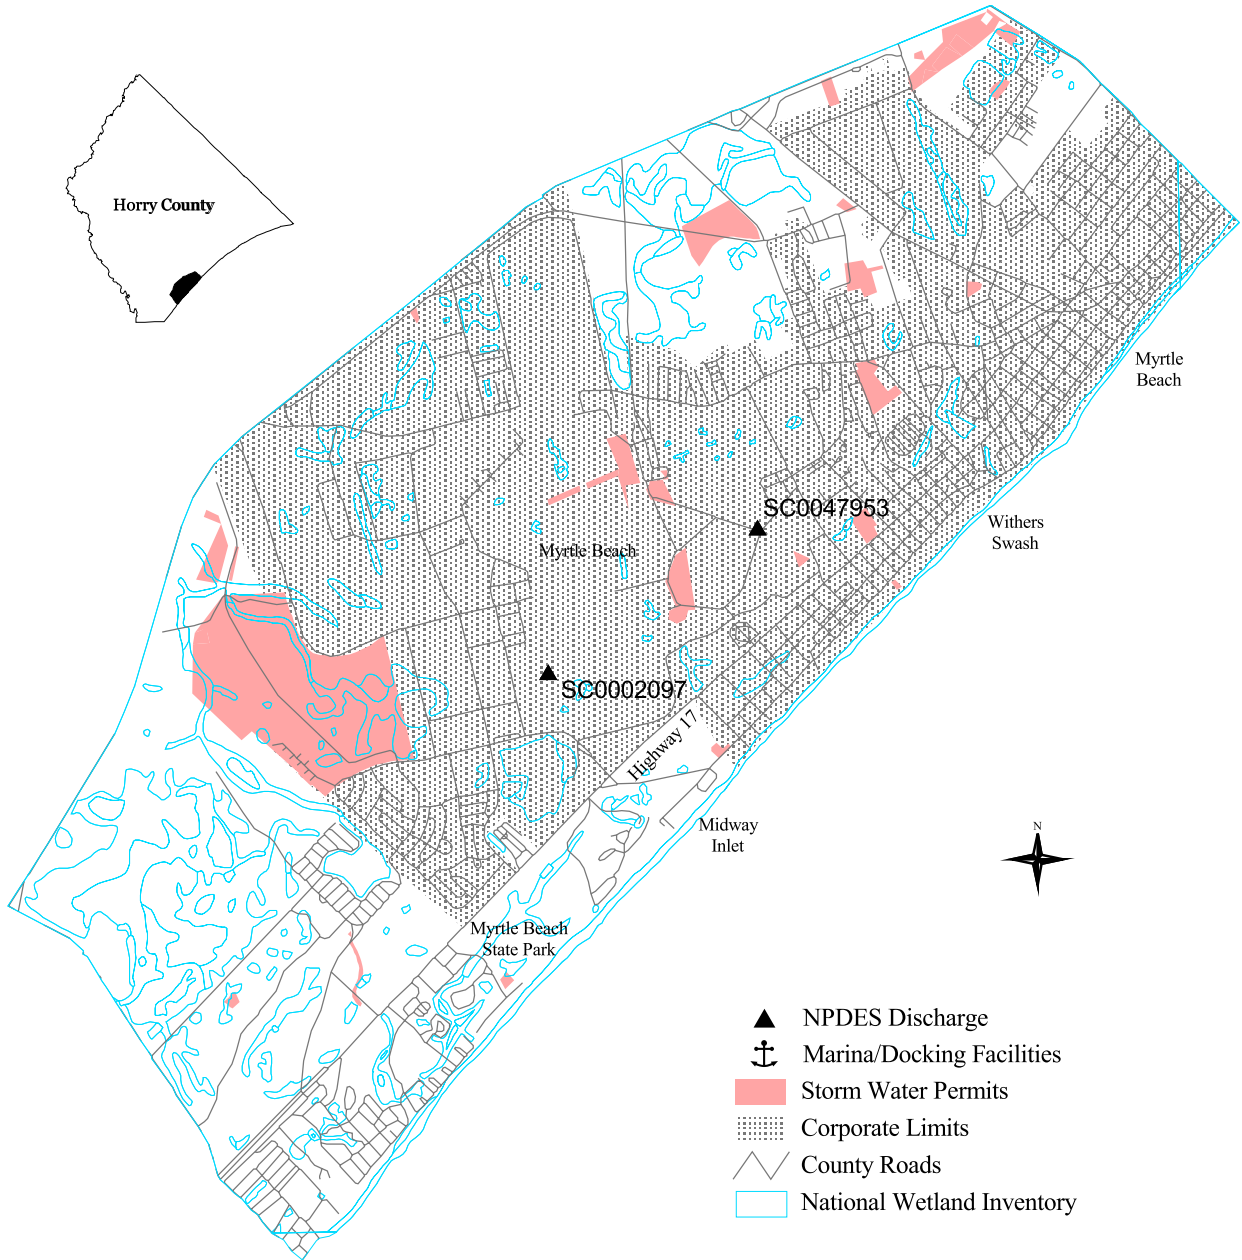 Horry County
Myrtle
Beach
SC0047953
Withers
Swash
Myrtle Beach
SC0002097
Highway 17
Midway
Inlet
N
Myrtle Beach
State Park
NPDES Discharge
Marina/Docking Facilities
Storm Water Permits
Corporate Limits
County Roads
National Wetland Inventory